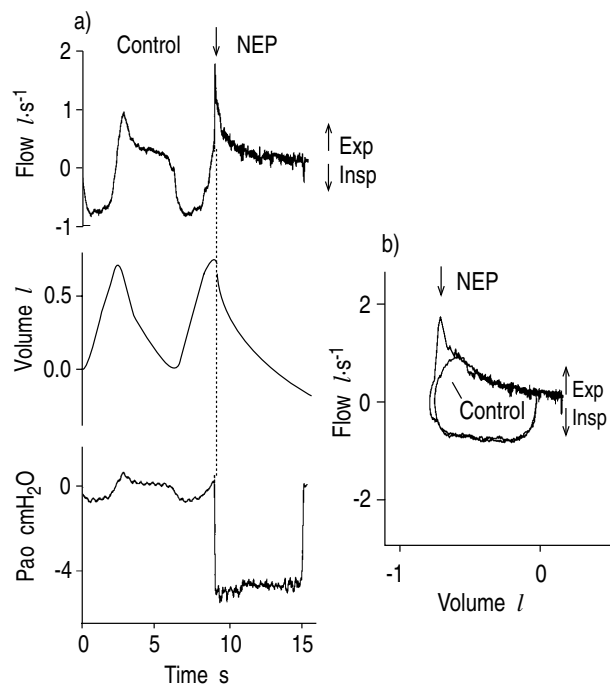 a)
Control NEP
Flow l·s⁻¹
2
1
0
-1
Exp
Insp
Volume l
0.5
0.0
Pao cmH₂O
0
-4
0 5 10 15
Time s
b)
NEP
Flow l·s⁻¹
2
0
-2
Control
Exp
Insp
-1 0
Volume l